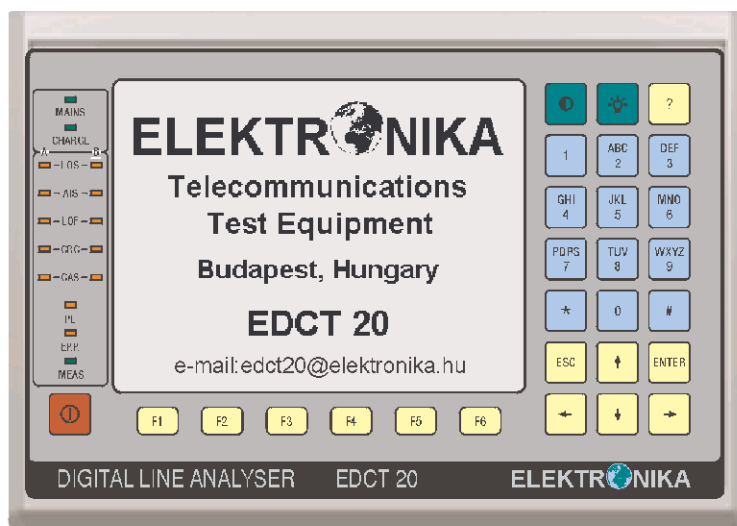 MAINS
CHARGE
A B
LOS
AIS
LOF
CRC
CAS
PL
ERR
MEAS
ELEKTRONIKA
Telecommunications
Test Equipment
Budapest, Hungary
EDCT 20
e-mail:edct20@elektronika.hu
?
1
ABC
2
DEF
3
GHI
4
JKL
5
MNO
6
PQRS
7
TUV
8
WXYZ
9
*
0
#
ESC
ENTER
F1
F2
F3
F4
F5
F6
DIGITAL LINE ANALYSER EDCT 20
ELEKTRONIKA